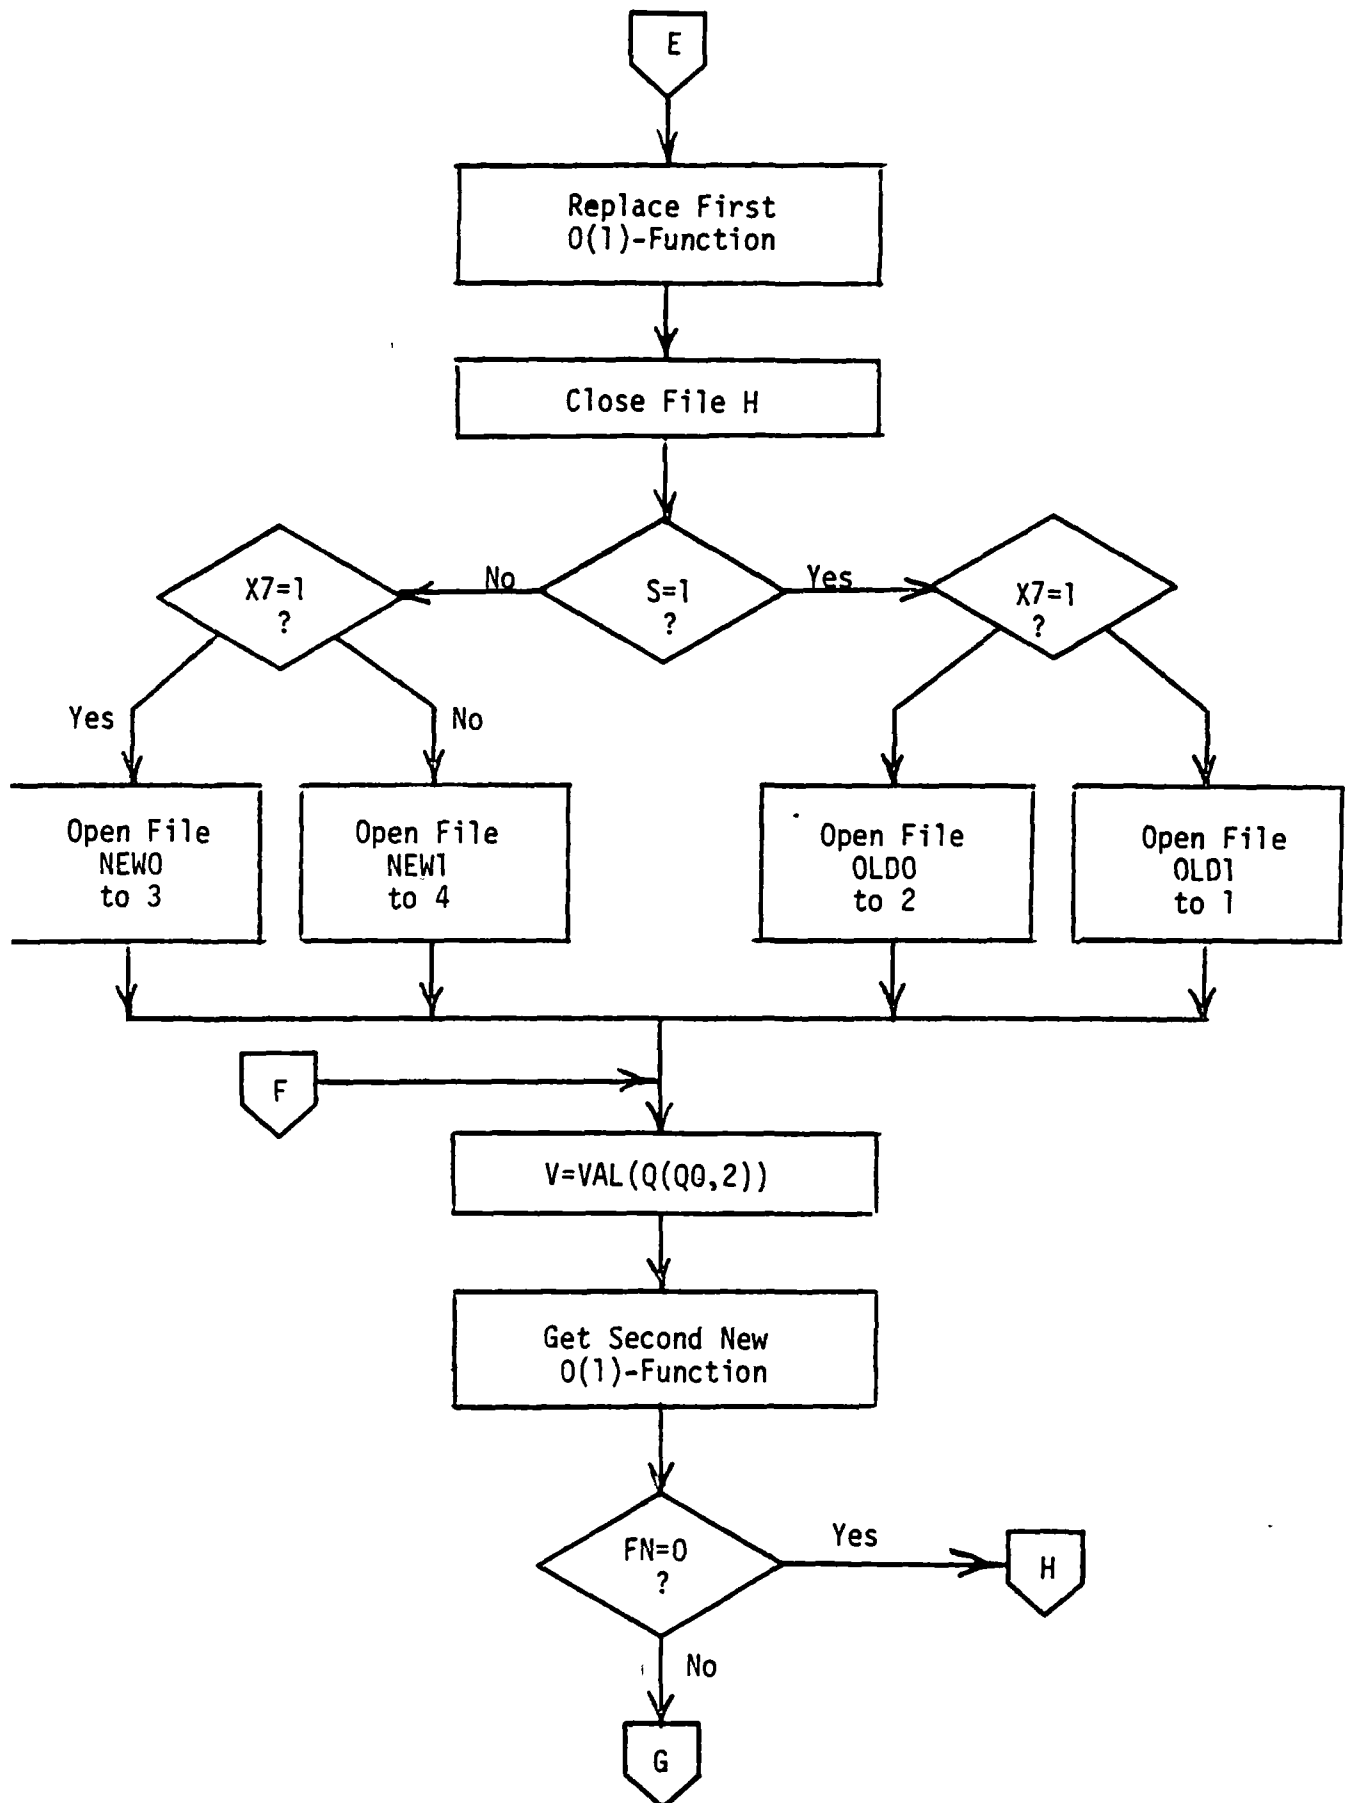 E
Replace First
O(1)-Function
Close File H
No
Yes
X7=1
?
S=1
?
X7=1
?
Yes
No
Open File
NEW0
to 3
Open File
NEW1
to 4
Open File
OLD0
to 2
Open File
OLD1
to 1
F
V=VAL(Q(Q0,2))
Get Second New
O(1)-Function
FN=0
?
Yes
H
No
G